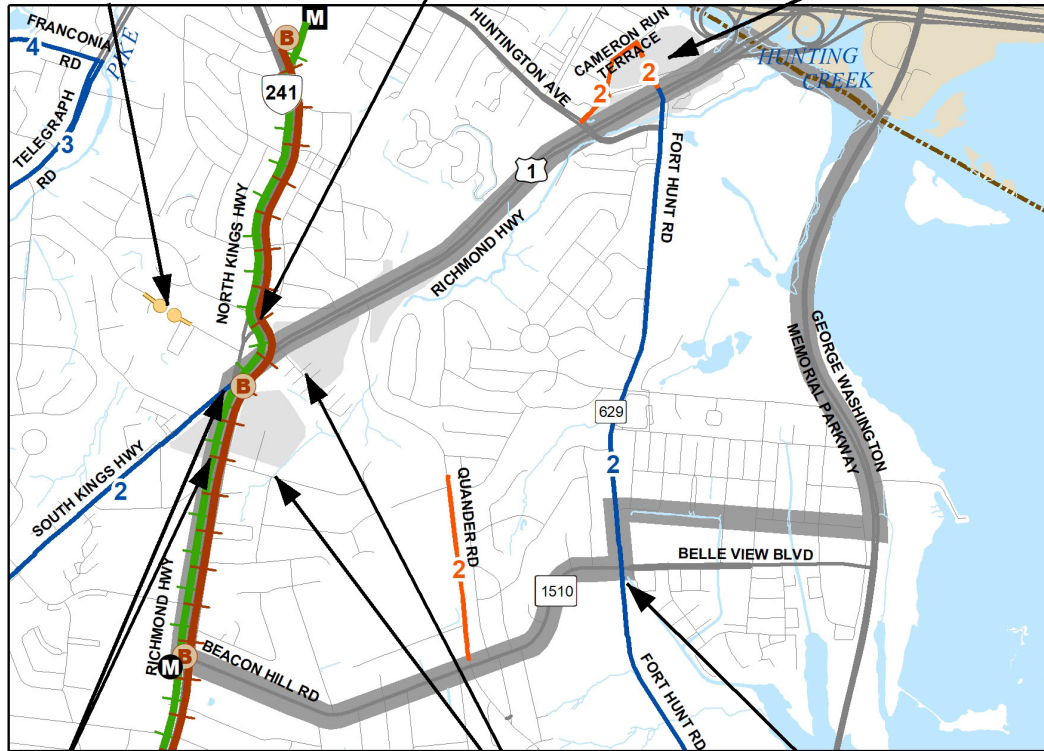 M
FRANCONIA
RD
4
PIKE
B
HUNTINGTON AVE
CAMERON RUN
TERRACE
2
2
HUNTING
CREEK
241
TELEGRAPH
RD
3
1
FORT HUNT RD
RICHMOND HWY
NORTH KINGS HWY
GEORGE WASHINGTON
MEMORIAL PARKWAY
B
629
SOUTH KINGS HWY
2
QUANDER RD
2
2
BELLE VIEW BLVD
1510
RICHMOND HWY
B
M
BEACON HILL RD
FORT HUNT RD